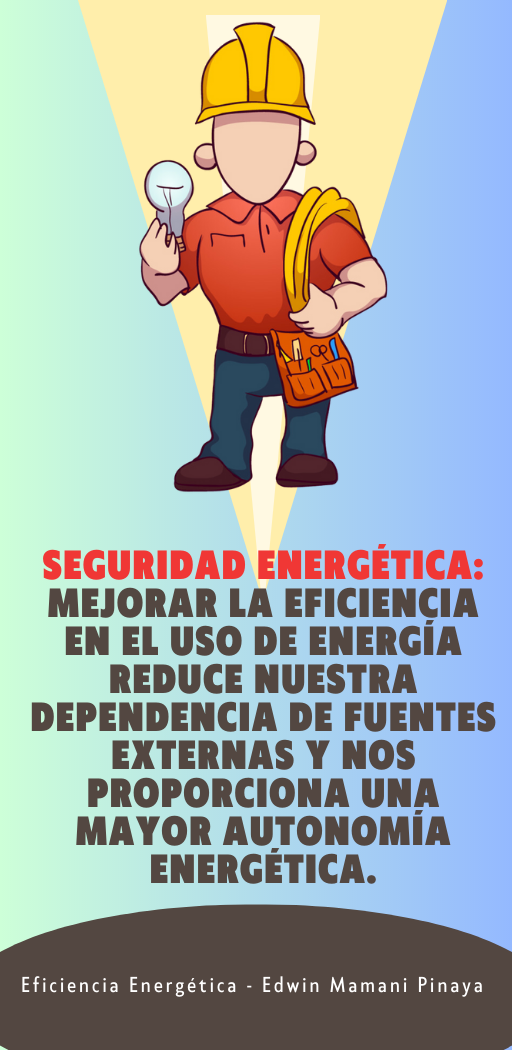 SEGURIDAD ENERGÉTICA:
MEJORAR LA EFICIENCIA
EN EL USO DE ENERGÍA
REDUCE NUESTRA
DEPENDENCIA DE FUENTES
EXTERNAS Y NOS
PROPORCIONA UNA
MAYOR AUTONOMÍA
ENERGÉTICA.
Eficiencia Energética - Edwin Mamani Pinaya